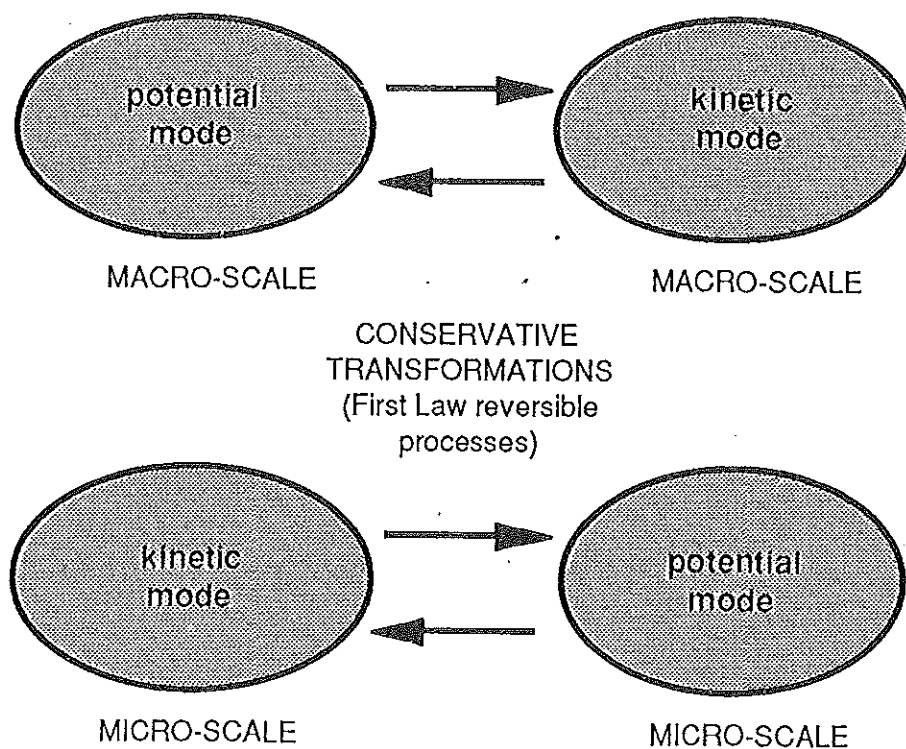 potential
mode
kinetic
mode
MACRO-SCALE
MACRO-SCALE
CONSERVATIVE
TRANSFORMATIONS
(First Law reversible
processes)
kinetic
mode
potential
mode
MICRO-SCALE
MICRO-SCALE